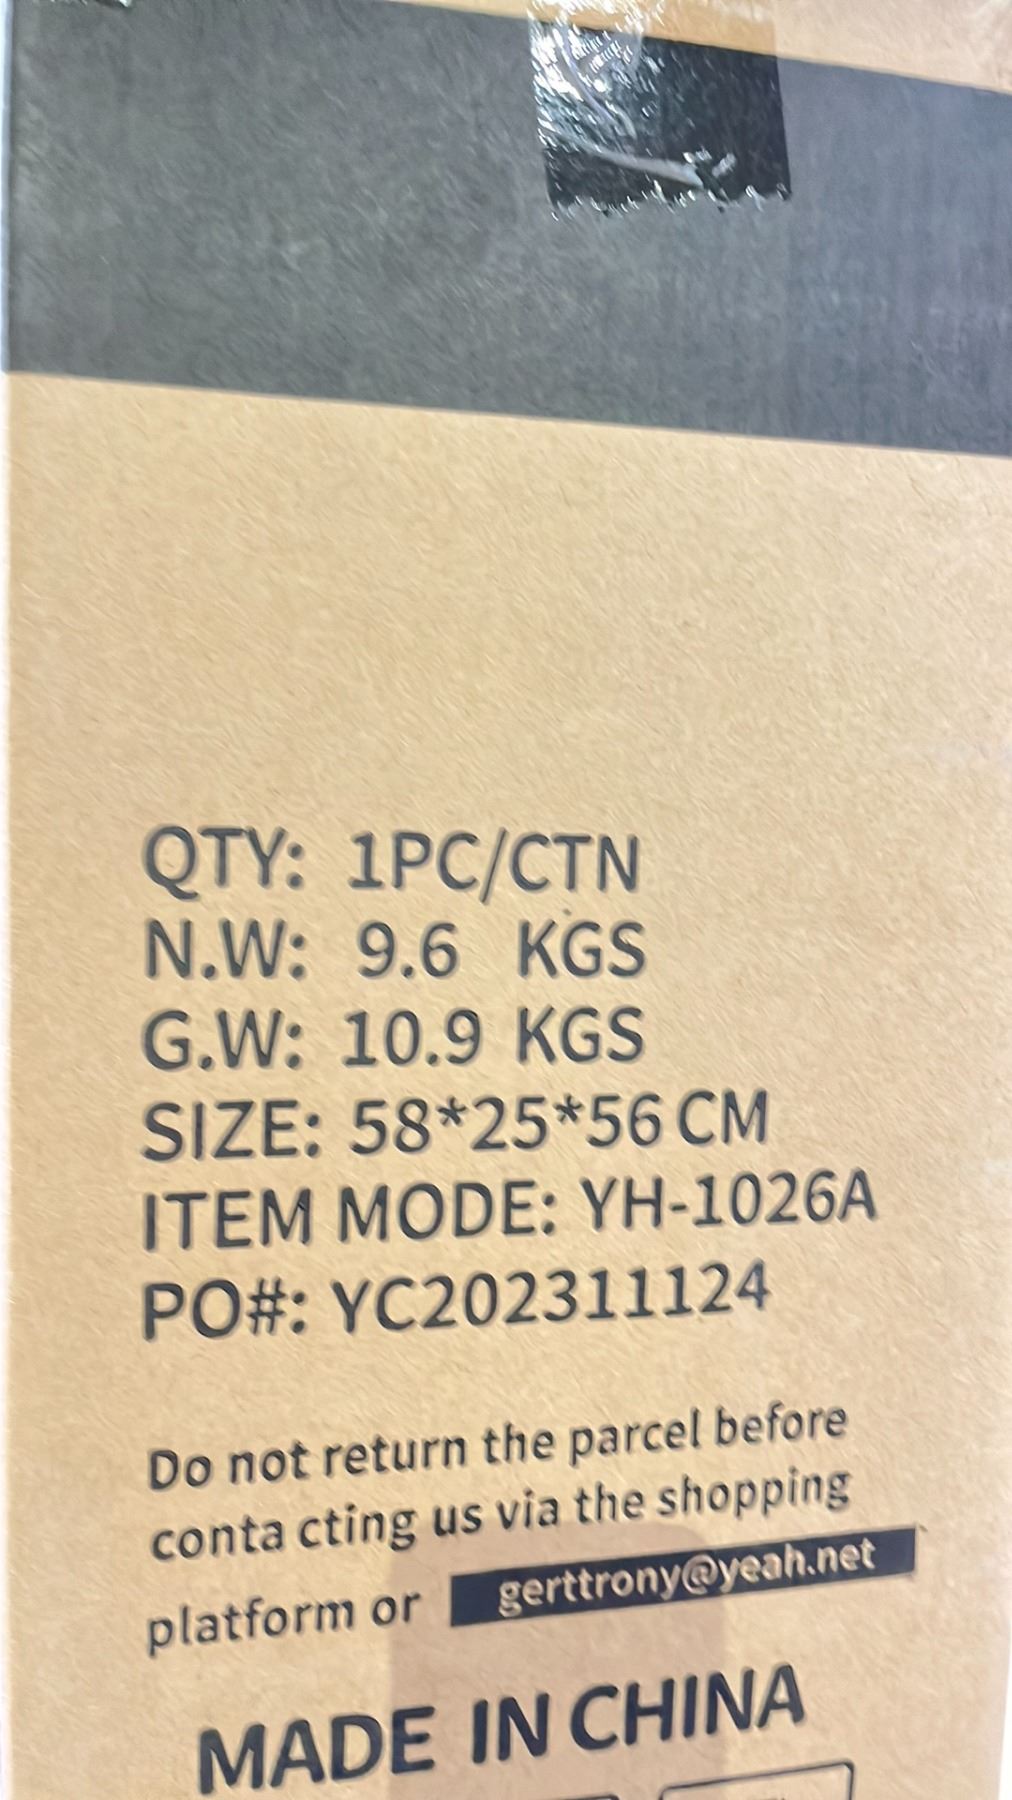 QTY: 1PC/CTN
N.W: 9.6 KGS
G.W: 10.9 KGS
SIZE: 58*25*56 CM
ITEM MODE: YH-1026A
PO#: YC202311124
Do not return the parcel before
conta cting us via the shopping
platform or gerttrony@yeah.net
MADE IN CHINA